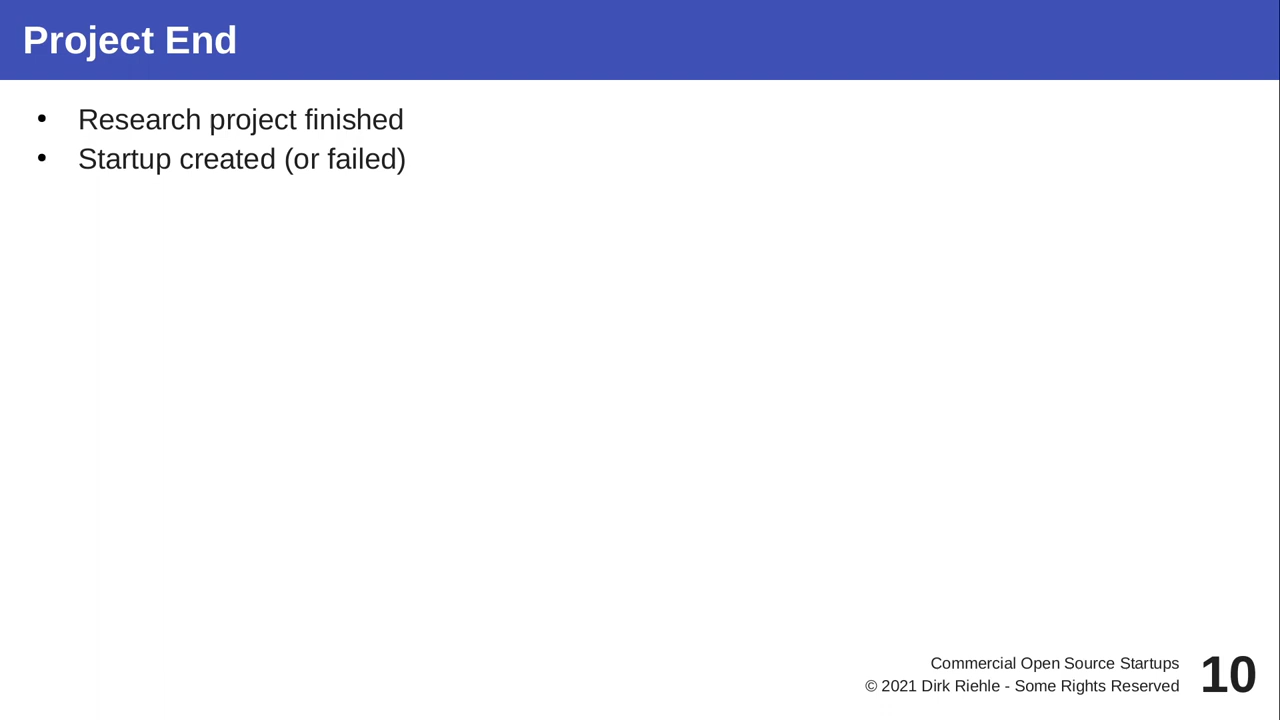 Project End
• Research project finished
• Startup created (or failed)
Commercial Open Source Startups
© 2021 Dirk Riehle - Some Rights Reserved
10